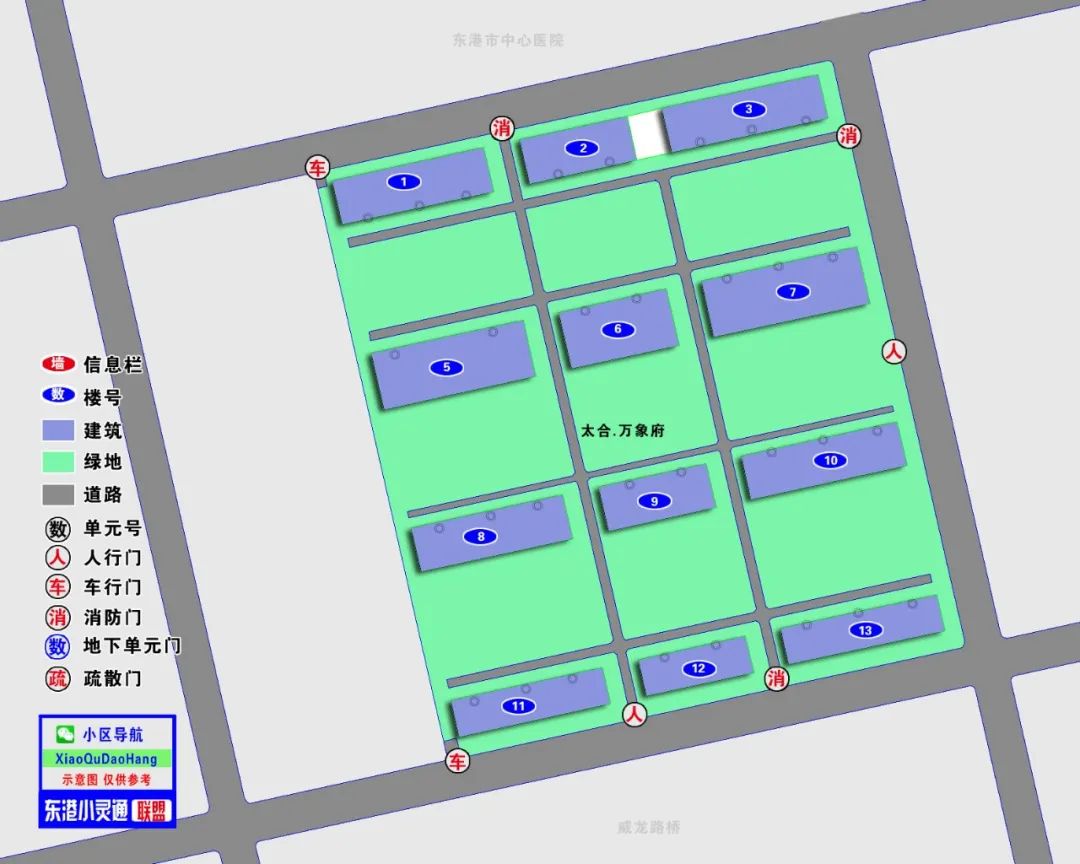 东港市中心医院
消
3
2
消
车
1
7
人
6
墙 信息栏
5
数 楼号
建筑
太合.万象府
绿地
10
道路
9
数 单元号
8
人 人行门
车 车行门
消 消防门
13
数 地下单元门
12
疏 疏散门
消
11
人
小区导航
XiaoQuDaoHang
车
示意图 仅供参考
东港小灵通 联盟
威龙路桥